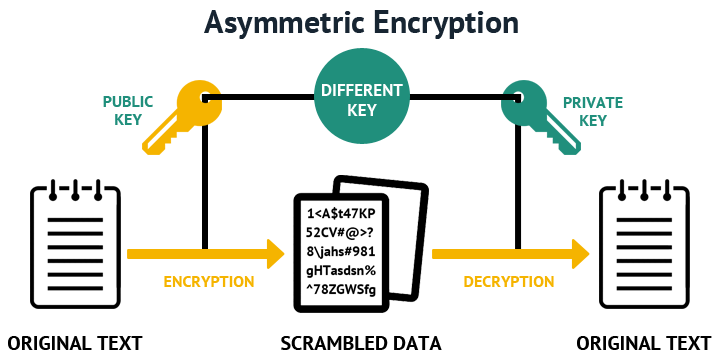 Asymmetric Encryption
PUBLIC
KEY
DIFFERENT
KEY
PRIVATE
KEY
1<A$t47KP
52CV#@>?
8\jahs#981
gHTasdsn%
^78ZGWSfg
ENCRYPTION
DECRYPTION
ORIGINAL TEXT
SCRAMBLED DATA
ORIGINAL TEXT